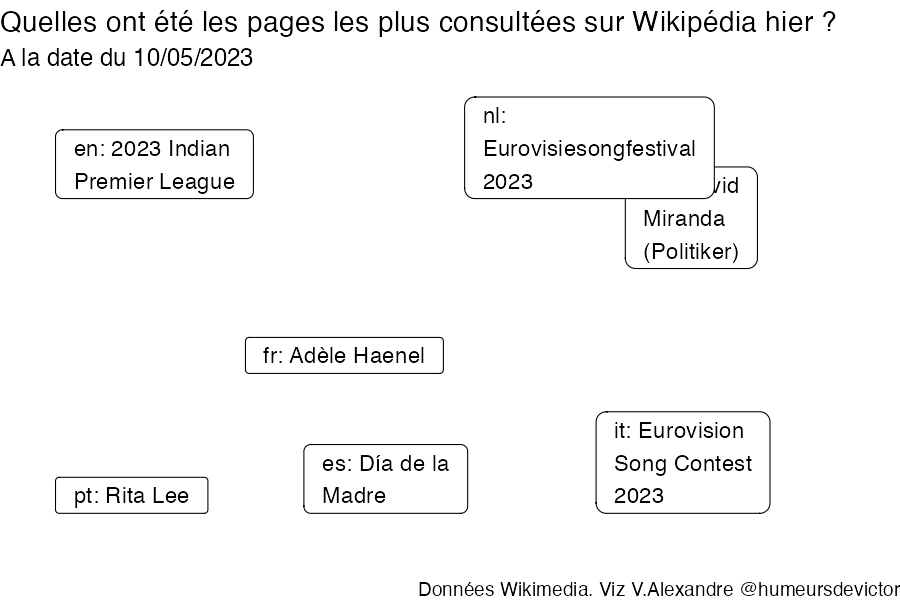 Quelles ont été les pages les plus consultées sur Wikipédia hier ?
A la date du 10/05/2023
en: 2023 Indian
Premier League
nl:
Eurovisiesongfestival
2023
Miranda
(Politiker)
fr: Adèle Haenel
es: Día de la
Madre
it: Eurovision
Song Contest
2023
pt: Rita Lee
Données Wikimedia. Viz V.Alexandre @humeursdevictor